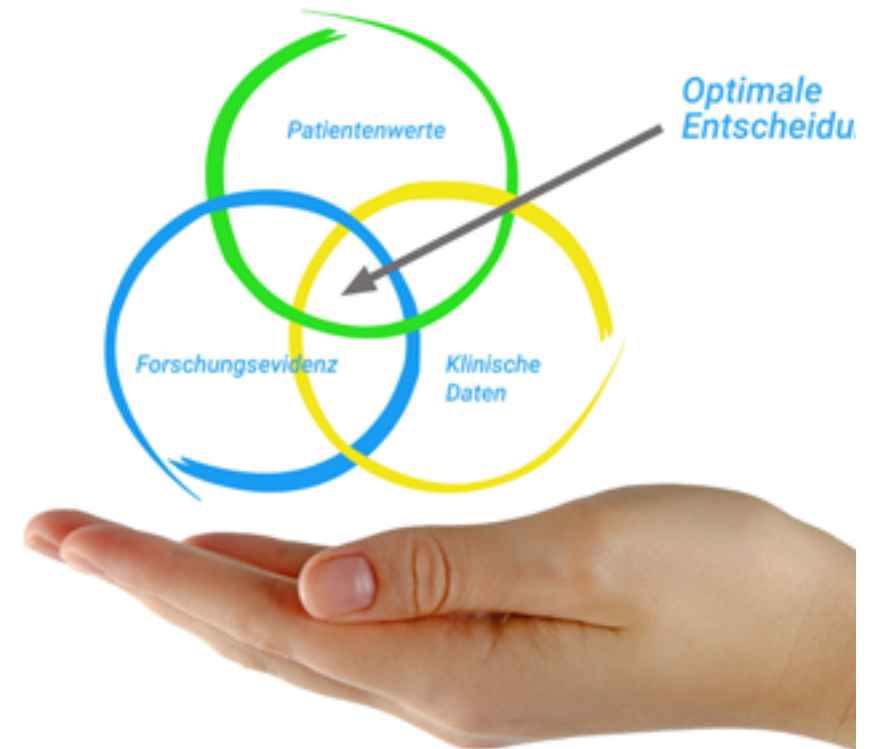 Optimale
Entscheidu
Patientenwerte
Forschungsevidenz
Klinische
Daten